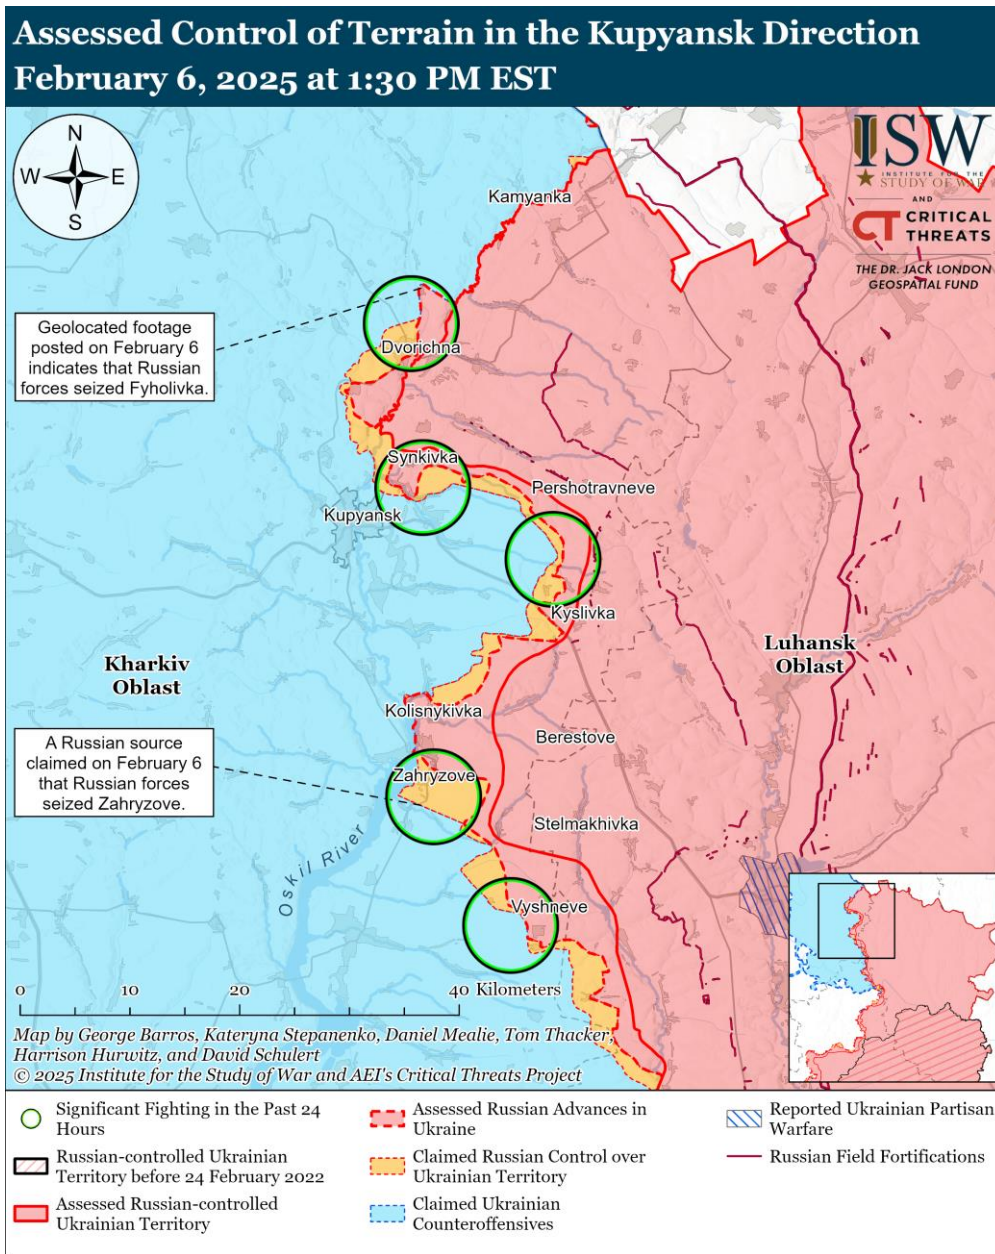 Assessed Control of Terrain in the Kupyansk Direction
February 6, 2025 at 1:30 PM EST
N
W
E
S
ISW
INSTITUTE FOR THE
STUDY OF WAR
AND
CT CRITICAL
THREATS
THE DR. JACK LONDON
GEOSPATIAL FUND
Kamyanka
Geolocated footage
posted on February 6
indicates that Russian
forces seized Fyholivka.
Dvorichna
Synkivka
Pershotravneve
Kupyansk
Kyslivka
Kharkiv
Oblast
Luhansk
Oblast
Kolisnykivka
Berestove
A Russian source
claimed on February 6
that Russian forces
seized Zahryzove.
Zahryzove
Stelmakhivka
Oskil River
Vyshneve
0 10 20 40 Kilometers
Map by George Barros, Kateryna Stepanenko, Daniel Mealie, Tom Thacker,
Harrison Hurwitz, and David Schulert
© 2025 Institute for the Study of War and AEI's Critical Threats Project
Significant Fighting in the Past 24
Hours
Russian-controlled Ukrainian
Territory before 24 February 2022
Assessed Russian-controlled
Ukrainian Territory
Assessed Russian Advances in
Ukraine
Claimed Russian Control over
Ukrainian Territory
Claimed Ukrainian
Counteroffensives
Reported Ukrainian Partisan
Warfare
Russian Field Fortifications